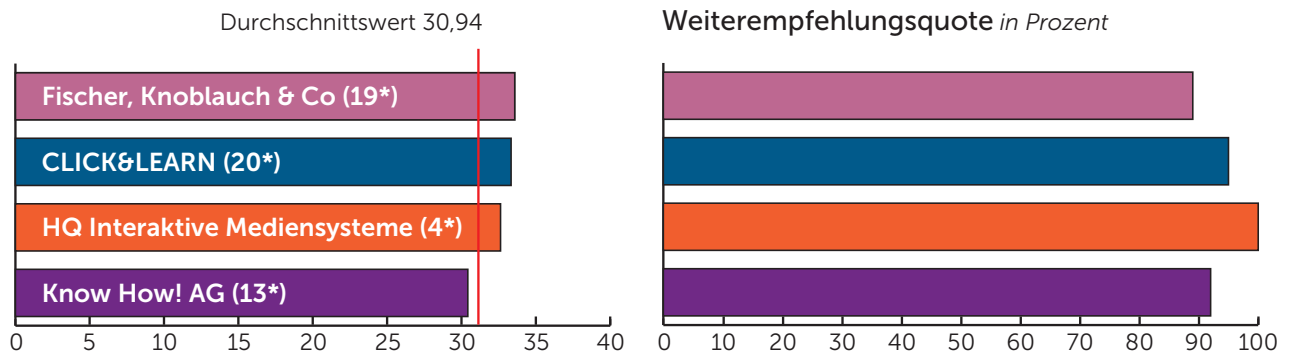 Durchschnittswert 30,94
Fischer, Knoblauch & Co (19*)
CLICK&LEARN (20*)
HQ Interaktive Mediensysteme (4*)
Know How! AG (13*)
0 5 10 15 20 25 30 35 40
Weiterempfehlungsquote in Prozent
0 10 20 30 40 50 60 70 80 90 100